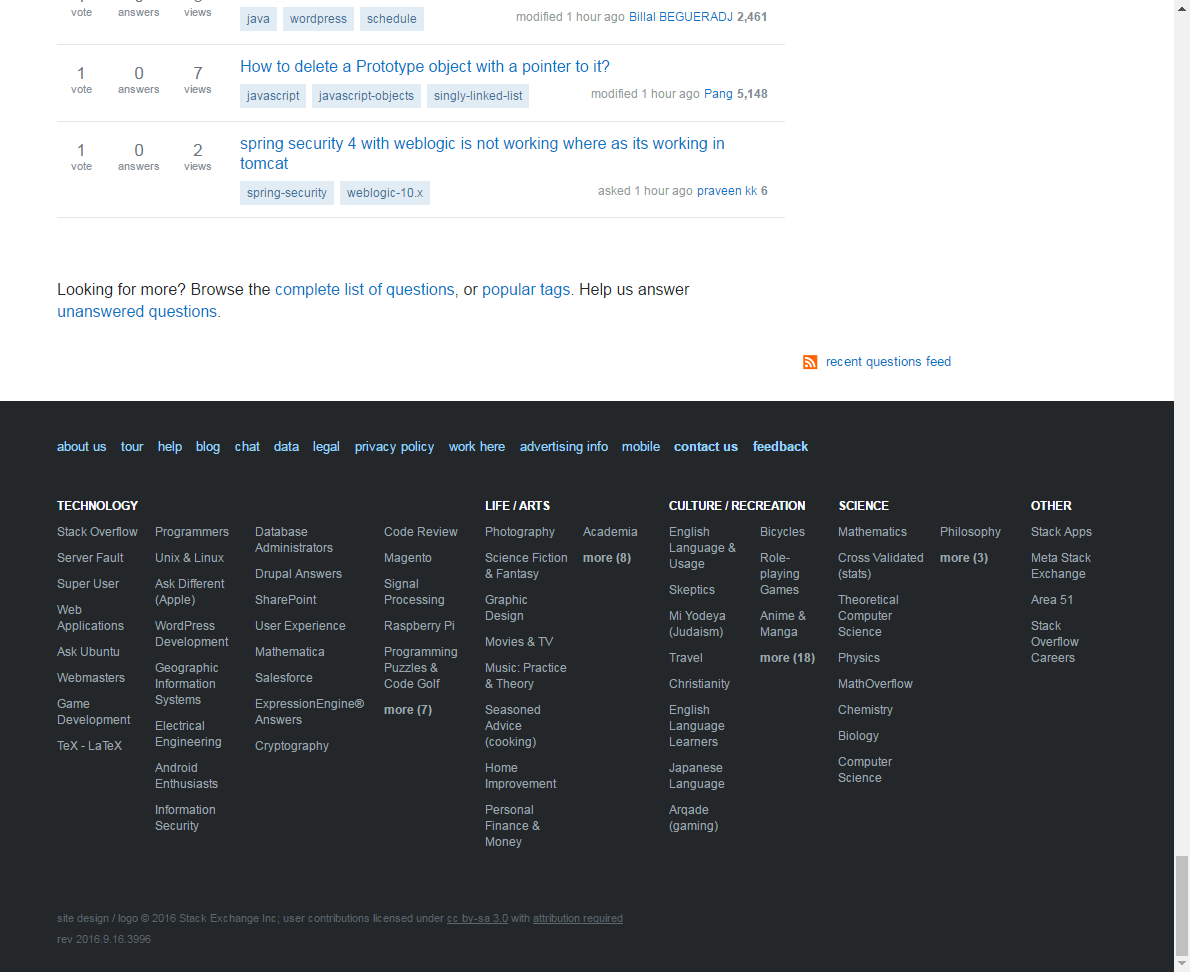 vote answers views
java wordpress schedule modified 1 hour ago Billal BEGUERADJ 2,461
1 0 7 How to delete a Prototype object with a pointer to it?
vote answers views
javascript javascript-objects singly-linked-list modified 1 hour ago Pang 5,148
1 0 2 spring security 4 with weblogic is not working where as its working in
vote answers views tomcat
spring-security weblogic-10.x asked 1 hour ago praveen kk 6
Looking for more? Browse the complete list of questions, or popular tags. Help us answer
unanswered questions.
recent questions feed
about us tour help blog chat data legal privacy policy work here advertising info mobile contact us feedback
TECHNOLOGY
Stack Overflow
Server Fault
Super User
Web
Applications
Ask Ubuntu
Webmasters
Game
Development
TeX - LaTeX
Programmers
Unix & Linux
Ask Different
(Apple)
WordPress
Development
Geographic
Information
Systems
Electrical
Engineering
Android
Enthusiasts
Information
Security
Database
Administrators
Drupal Answers
SharePoint
User Experience
Mathematica
Salesforce
ExpressionEngine®
Answers
Cryptography
Code Review
Magento
Signal
Processing
Raspberry Pi
Programming
Puzzles &
Code Golf
more (7)
LIFE / ARTS
Photography
Science Fiction
& Fantasy
Graphic
Design
Movies & TV
Music: Practice
& Theory
Seasoned
Advice
(cooking)
Home
Improvement
Personal
Finance &
Money
Academia
more (8)
CULTURE / RECREATION
English
Language &
Usage
Skeptics
Mi Yodeya
(Judaism)
Travel
Christianity
English
Language
Learners
Japanese
Language
Arqade
(gaming)
Bicycles
Role-
playing
Games
Anime &
Manga
more (18)
SCIENCE
Mathematics
Cross Validated
(stats)
Theoretical
Computer
Science
Physics
MathOverflow
Chemistry
Biology
Computer
Science
Philosophy
more (3)
OTHER
Stack Apps
Meta Stack
Exchange
Area 51
Stack
Overflow
Careers
site design / logo © 2016 Stack Exchange Inc; user contributions licensed under cc by-sa 3.0 with attribution required
rev 2016.9.16.3996